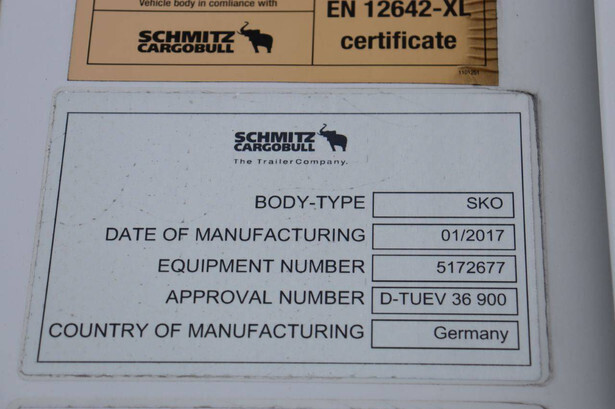 Vehicle body in comliance with
EN 12642-XL
SCHMITZ
CARGOBULL
certificate
SCHMITZ
CARGOBULL
The Trailer Company.
BODY-TYPE SKO
DATE OF MANUFACTURING 01/2017
EQUIPMENT NUMBER 5172677
APPROVAL NUMBER D-TUEV 36 900
COUNTRY OF MANUFACTURING Germany